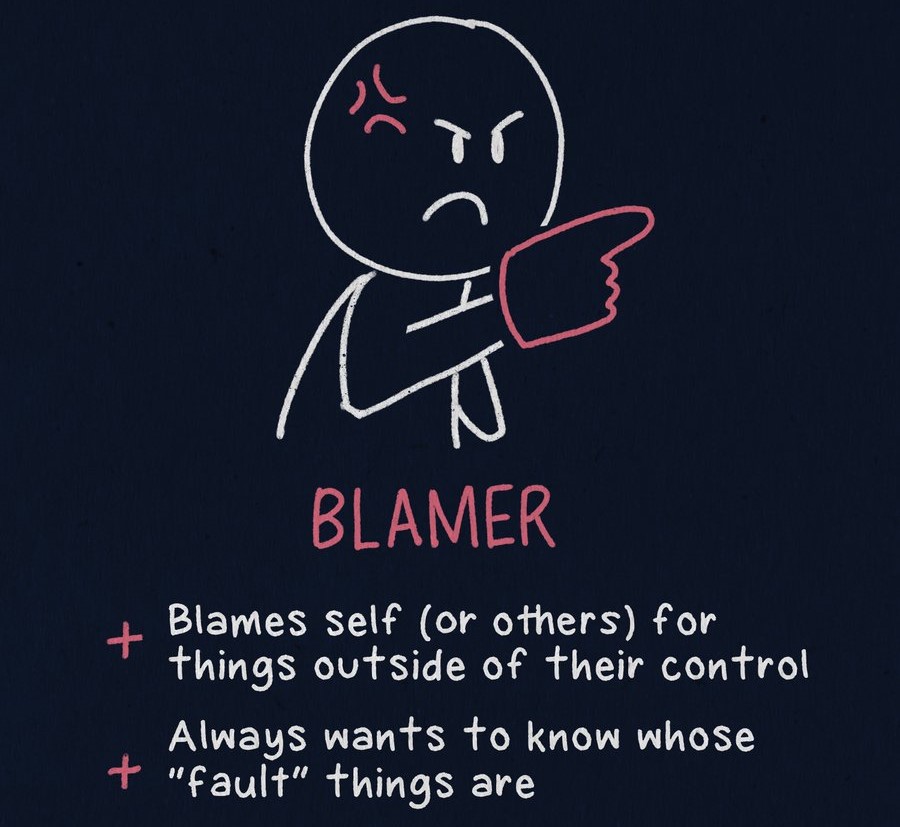 BLAMER
+ Blames self (or others) for
things outside of their control
+ Always wants to know whose
"fault" things are